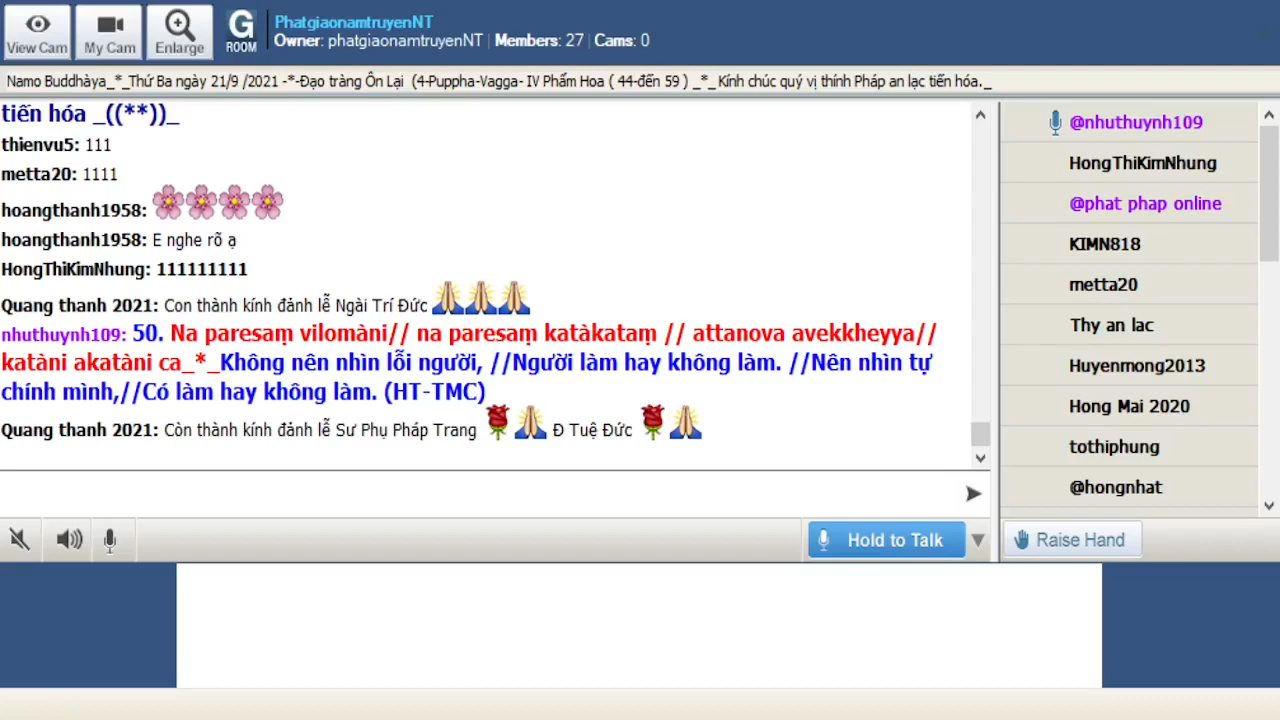 View Cam
My Cam
Enlarge
G
ROOM
PhatgiaonamtruyenNT
Owner: phatgiaonamtruyenNT | Members: 27 | Cams: 0
Namo Buddhàya_*_Thứ Ba ngày 21/9 /2021 -*-Đạo tràng Ôn Lại (4-Puppha-Vagga- IV Phẩm Hoa ( 44-đến 59 ) _*_Kính chúc quý vị thính Pháp an lạc tiến hóa._
tiến hóa _((**))_
thienvu5: 111
metta20: 1111
hoangthanh1958:
hoangthanh1958: E nghe rõ ạ
HongThiKimNhung: 111111111
Quang thanh 2021: Con thành kính đảnh lễ Ngài Trí Đức
nhuthuynh109: 50. Na paresaṃ vilomàni// na paresaṃ katàkataṃ // attanova avekkheyya//
katàni akatàni ca_*_Không nên nhìn lỗi người, //Người làm hay không làm. //Nên nhìn tự
chính mình,//Có làm hay không làm. (HT-TMC)
Quang thanh 2021: Còn thành kính đảnh lễ Sư Phụ Pháp Trang Đ Tuệ Đức
@nhuthuynh109
HongThiKimNhung
@phat phap online
KIMN818
metta20
Thy an lac
Huyenmong2013
Hong Mai 2020
tothiphung
@hongnhat
Hold to Talk
Raise Hand